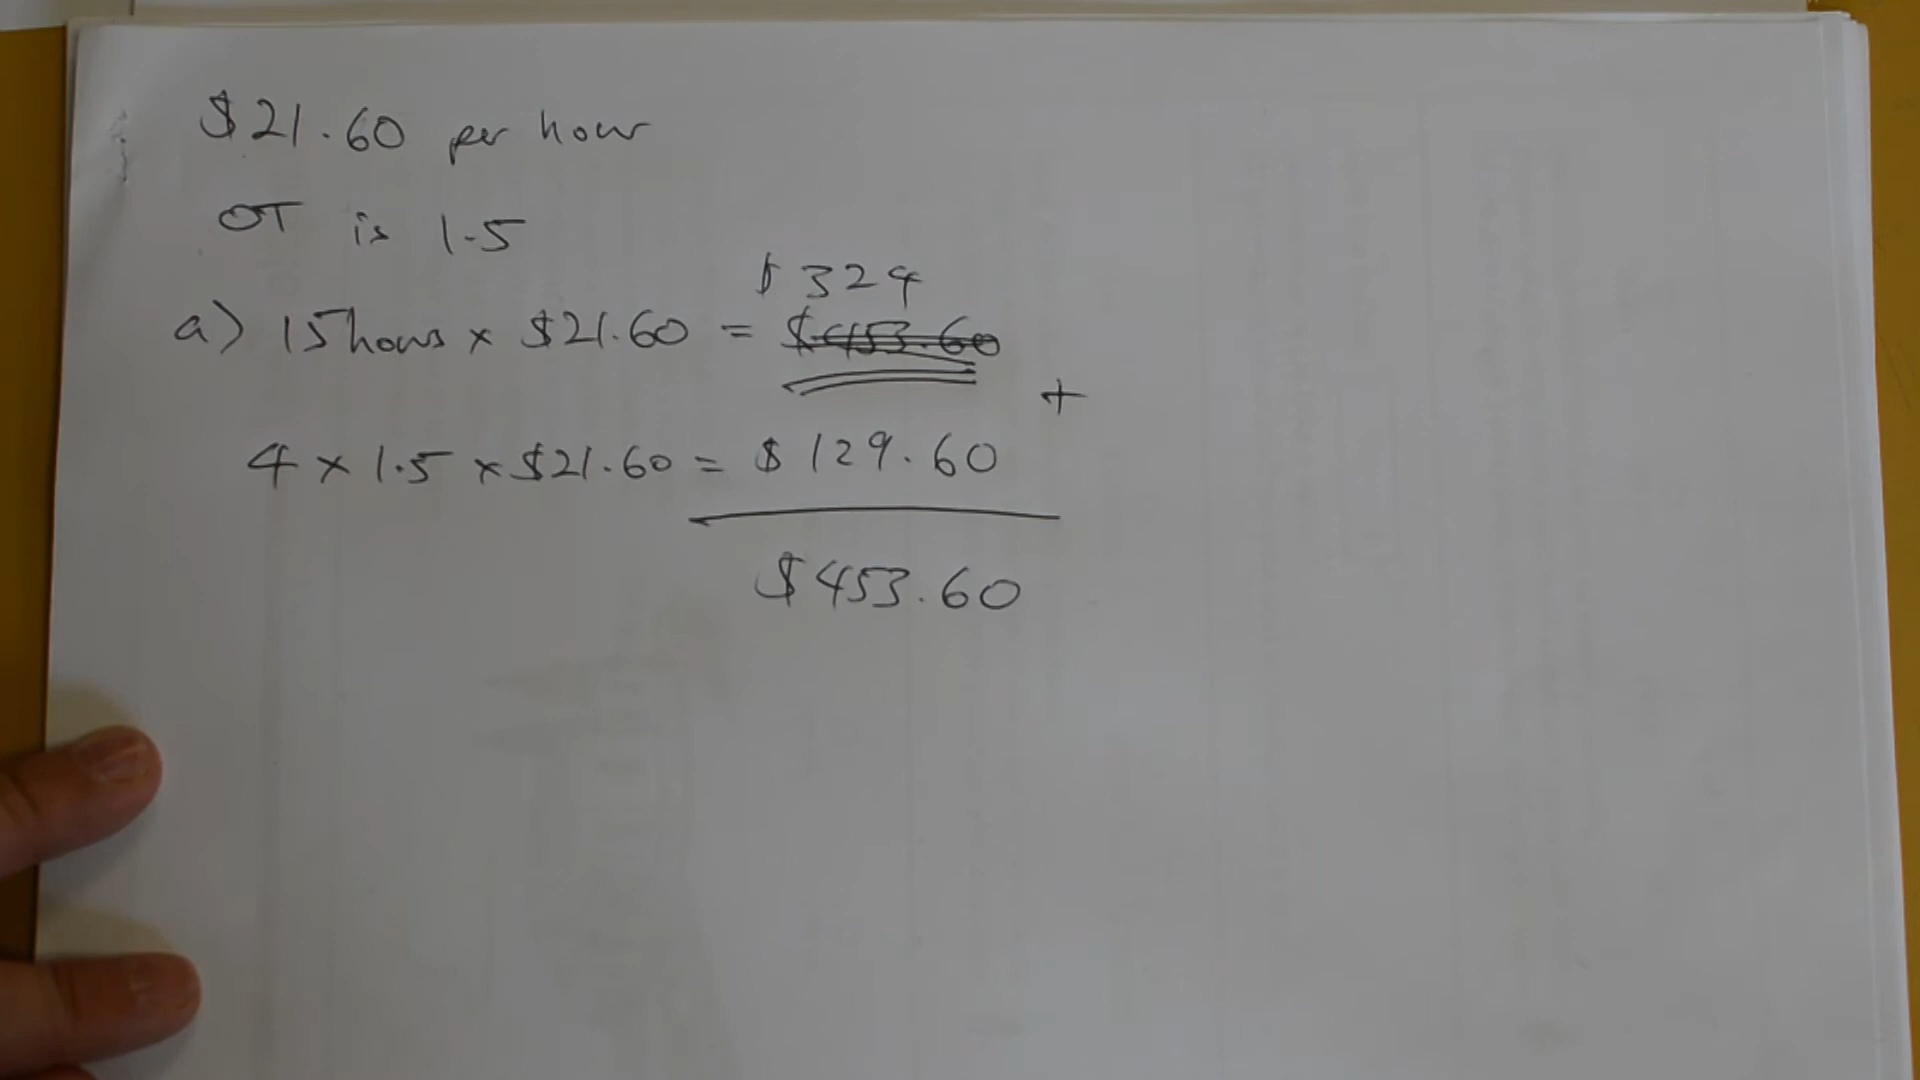 $21.60 per hour
OT is 1.5
$324
a) 15 hours x $21.60 = $453.60
+
4 x 1.5 x $21.60 = $129.60
$453.60